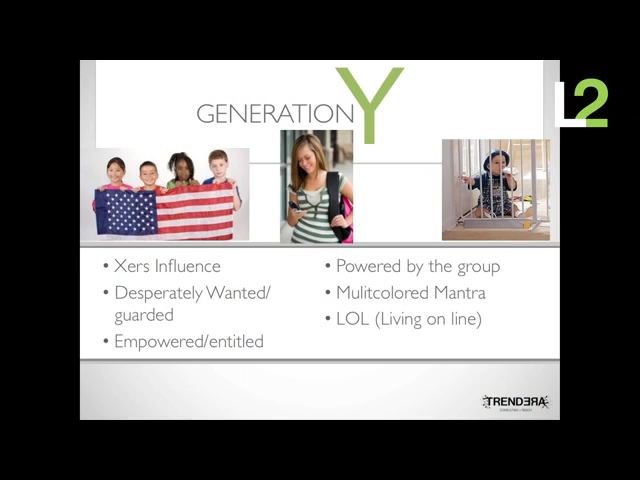 GENERATION Y
L2
• Xers Influence
• Desperately Wanted/
guarded
• Empowered/entitled
• Powered by the group
• Mulitcolored Mantra
• LOL (Living on line)
TRENDERA